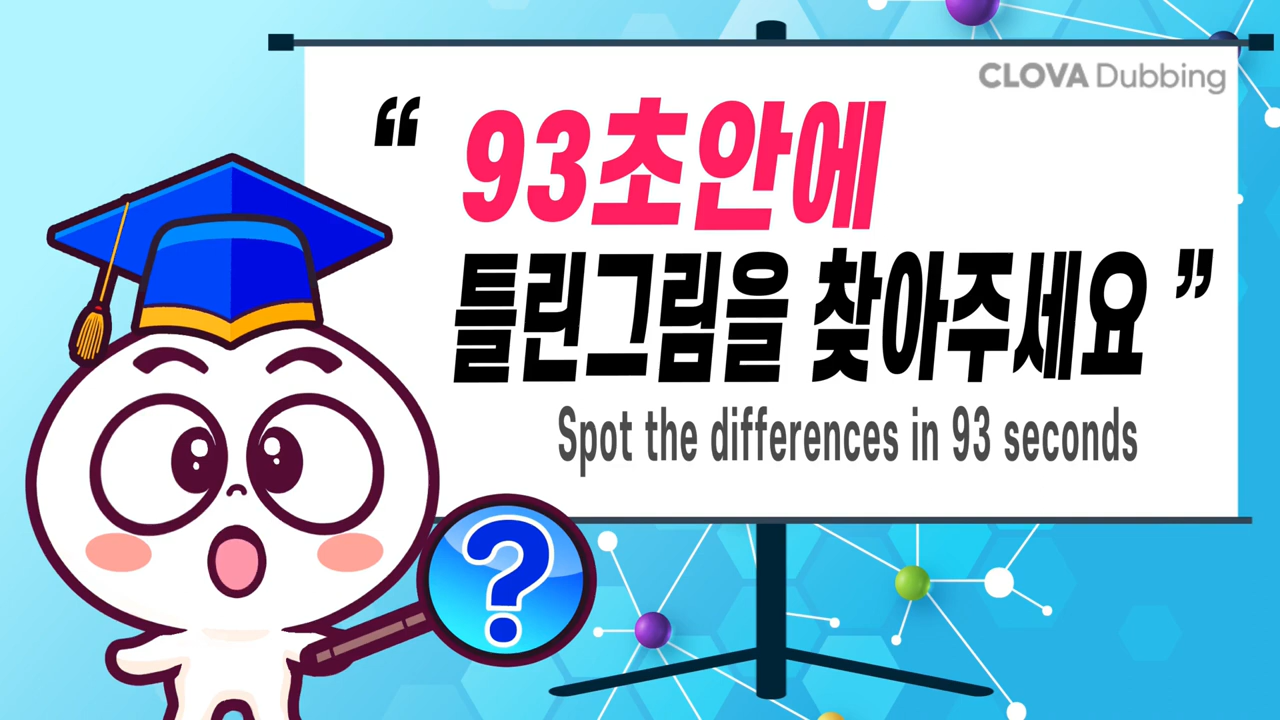 CLOVA Dubbing
“ 93초안에
틀린그림을 찾아주세요 ”
Spot the differences in 93 seconds
?